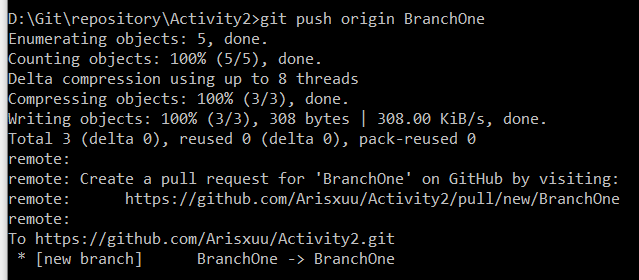 D:\Git\repository\Activity2>git push origin BranchOne
Enumerating objects: 5, done.
Counting objects: 100% (5/5), done.
Delta compression using up to 8 threads
Compressing objects: 100% (3/3), done.
Writing objects: 100% (3/3), 308 bytes | 308.00 KiB/s, done.
Total 3 (delta 0), reused 0 (delta 0), pack-reused 0
remote:
remote: Create a pull request for 'BranchOne' on GitHub by visiting:
remote:      https://github.com/Arisxuu/Activity2/pull/new/BranchOne
remote:
To https://github.com/Arisxuu/Activity2.git
 * [new branch]      BranchOne -> BranchOne